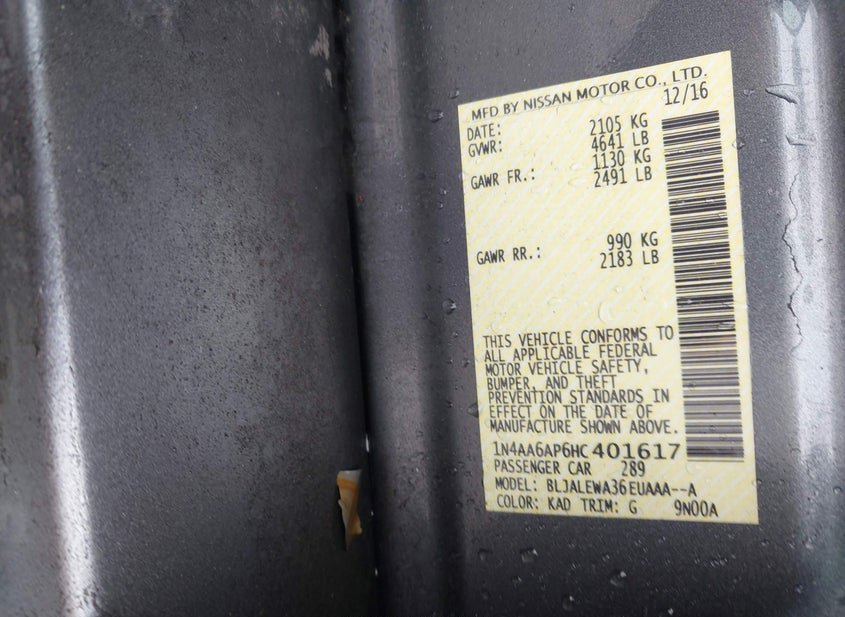 MFD BY NISSAN MOTOR CO., LTD.
DATE: 12/16
GVWR: 2105 KG
4641 LB
GAWR FR.: 1130 KG
2491 LB
GAWR RR.: 990 KG
2183 LB
THIS VEHICLE CONFORMS TO
ALL APPLICABLE FEDERAL
MOTOR VEHICLE SAFETY,
BUMPER, AND THEFT
PREVENTION STANDARDS IN
EFFECT ON THE DATE OF
MANUFACTURE SHOWN ABOVE.
1N4AA6AP6HC401617
PASSENGER CAR 289
MODEL: BLJALEWA36EUAAA--A
COLOR: KAD TRIM: G 9N00A